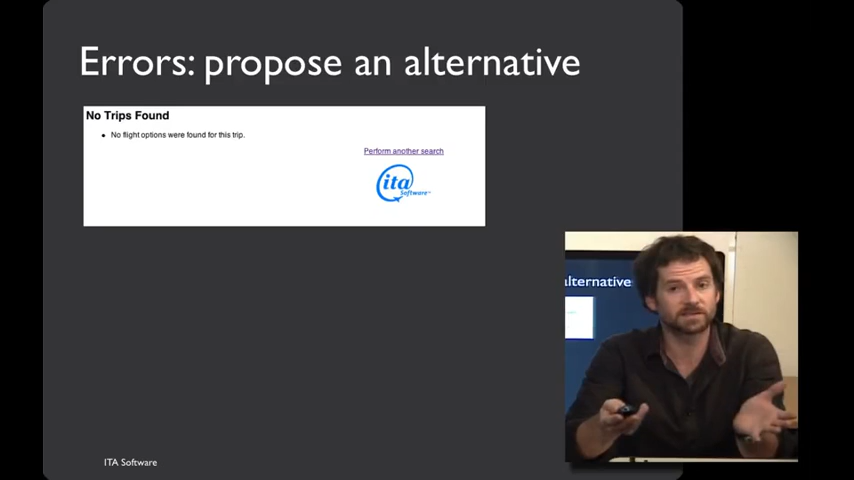 Errors: propose an alternative
No Trips Found
• No flight options were found for this trip.
Perform another search
ita
Software™
alternative
ITA Software